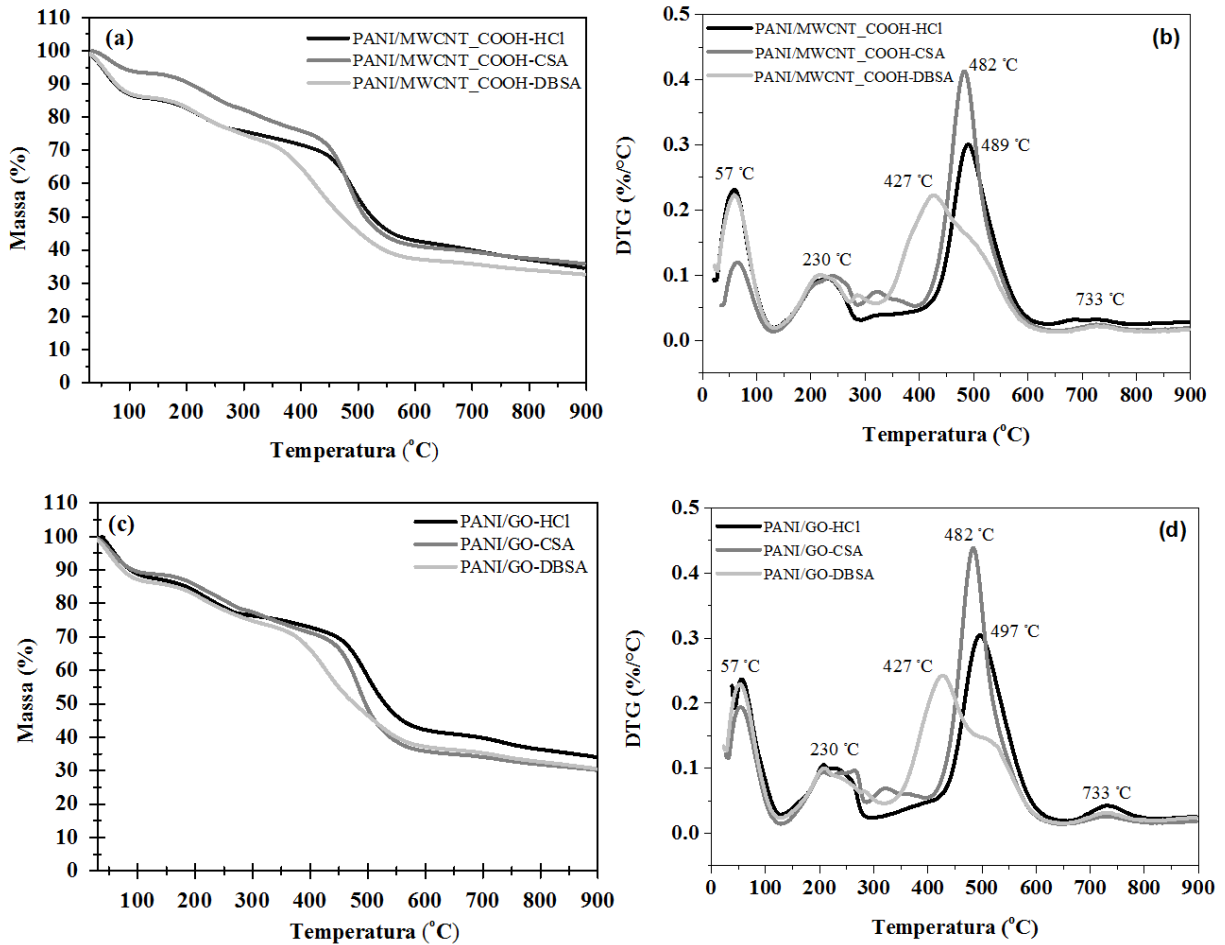 (a)
PANI/MWCNT_COOH-HCl
PANI/MWCNT_COOH-CSA
PANI/MWCNT_COOH-DBSA
110
100
90
80
70
60
50
40
30
20
10
0
Massa (%)
100 200 300 400 500 600 700 800 900
Temperatura (°C)
(b)
PANI/MWCNT_COOH-HCl
PANI/MWCNT_COOH-CSA
PANI/MWCNT_COOH-DBSA
482 °C
489 °C
427 °C
57 °C
230 °C
733 °C
0.5
0.4
0.3
0.2
0.1
0.0
DTG (%/°C)
0 100 200 300 400 500 600 700 800 900
Temperatura (°C)
(c)
PANI/GO-HCl
PANI/GO-CSA
PANI/GO-DBSA
110
100
90
80
70
60
50
40
30
20
10
0
Massa (%)
100 200 300 400 500 600 700 800 900
Temperatura (°C)
(d)
PANI/GO-HCl
PANI/GO-CSA
PANI/GO-DBSA
482 °C
497 °C
427 °C
57 °C
230 °C
733 °C
0.5
0.4
0.3
0.2
0.1
0.0
DTG (%/°C)
0 100 200 300 400 500 600 700 800 900
Temperatura (°C)